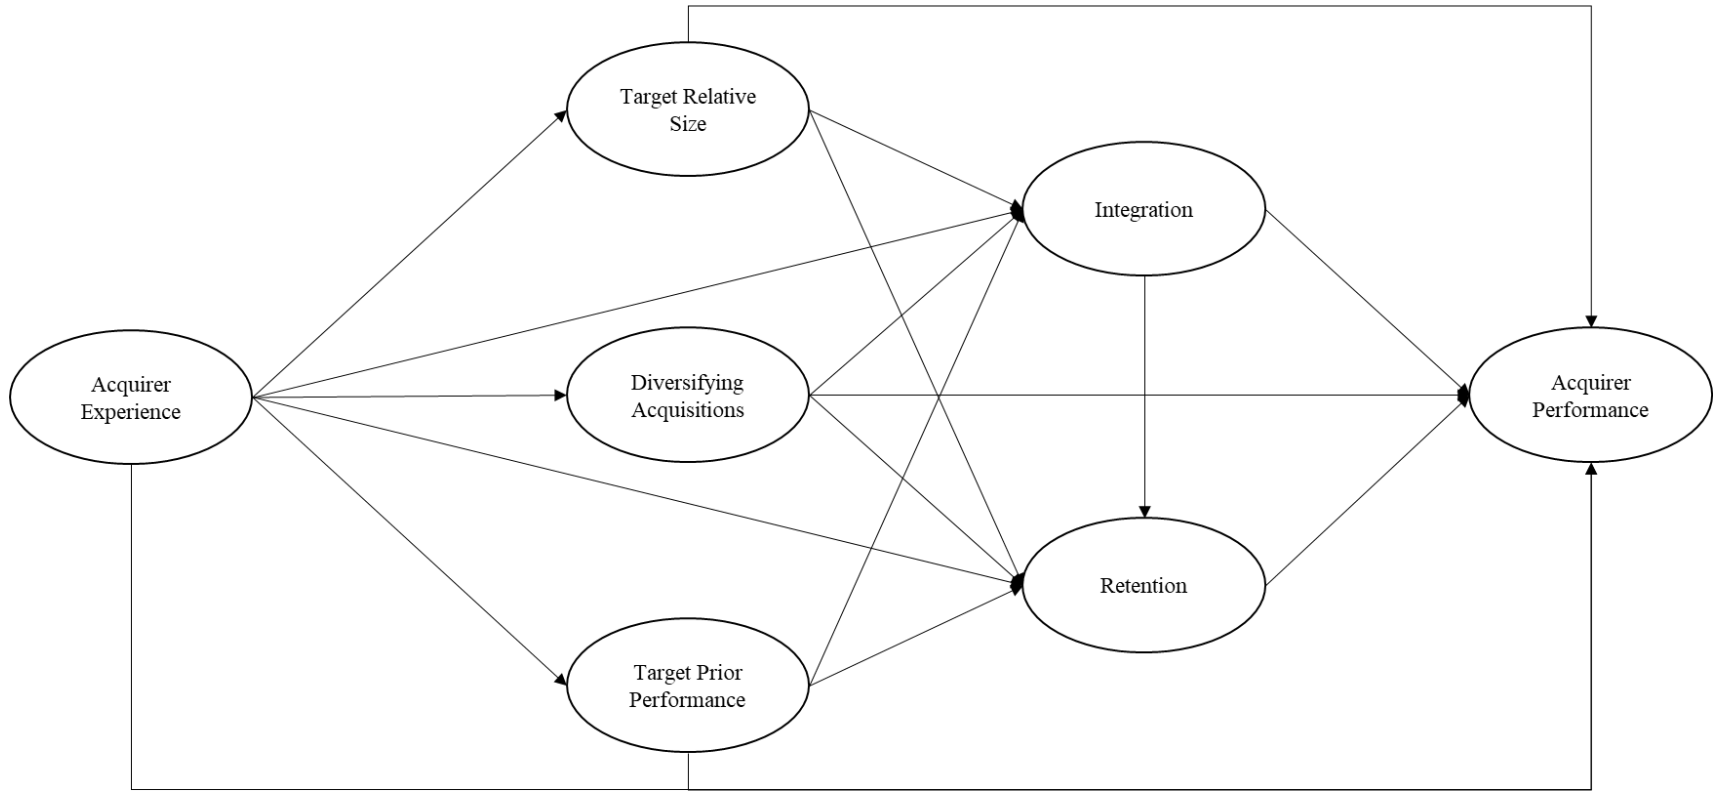 Target Relative
Size
Integration
Acquirer
Experience
Diversifying
Acquisitions
Acquirer
Performance
Retention
Target Prior
Performance